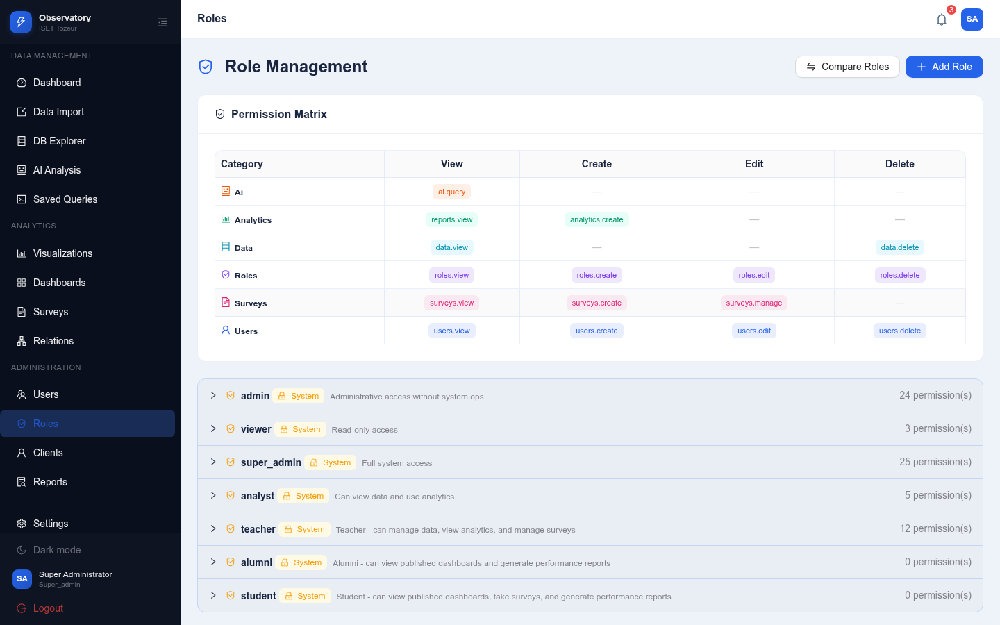 Observatory
ISET Tozeur
DATA MANAGEMENT
Dashboard
Data Import
DB Explorer
AI Analysis
Saved Queries
ANALYTICS
Visualizations
Dashboards
Surveys
Relations
ADMINISTRATION
Users
Roles
Clients
Reports
Settings
Dark mode
SA
Super Administrator
Super_admin
Logout
Roles
3
SA
Role Management
Compare Roles
Add Role
Permission Matrix
Category View Create Edit Delete
Ai ai.query — — —
Analytics reports.view analytics.create — —
Data data.view — — data.delete
Roles roles.view roles.create roles.edit roles.delete
Surveys surveys.view surveys.create surveys.manage —
Users users.view users.create users.edit users.delete
admin System Administrative access without system ops 24 permission(s)
viewer System Read-only access 3 permission(s)
super_admin System Full system access 25 permission(s)
analyst System Can view data and use analytics 5 permission(s)
teacher System Teacher - can manage data, view analytics, and manage surveys 12 permission(s)
alumni System Alumni - can view published dashboards and generate performance reports 0 permission(s)
student System Student - can view published dashboards, take surveys, and generate performance reports 0 permission(s)